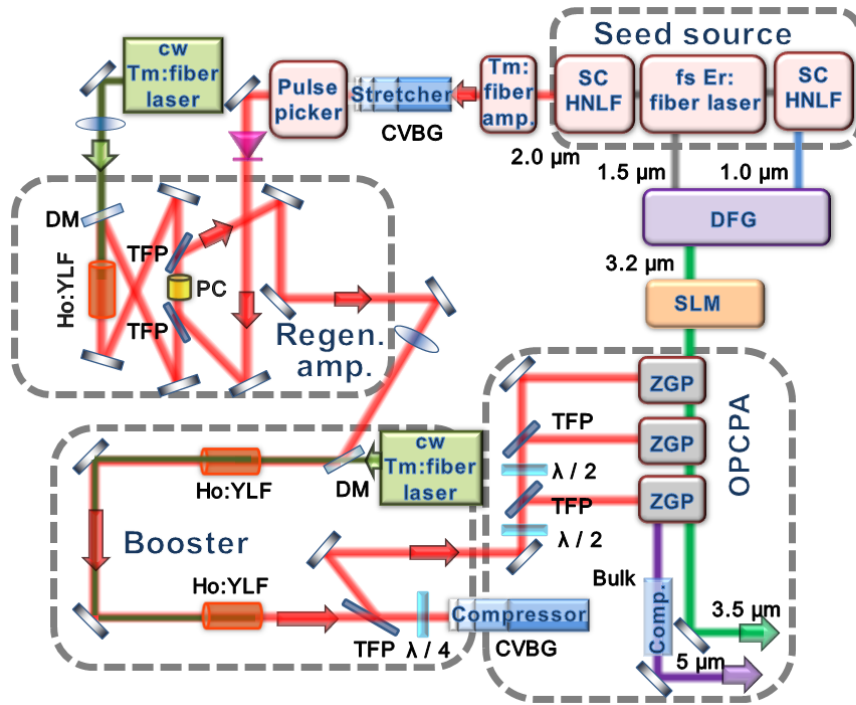 Seed source
cw
Tm:fiber
laser
Pulse
picker
Stretcher
CVBG
Tm:
fiber
amp.
SC
HNLF
fs Er:
fiber laser
SC
HNLF
2.0 µm
1.5 µm
1.0 µm
DM
TFP
Ho:YLF
PC
TFP
Regen.
amp.
DFG
3.2 µm
SLM
ZGP
TFP
ZGP
OPCPA
λ / 2
ZGP
TFP
λ / 2
cw
Tm:fiber
laser
DM
Ho:YLF
Booster
Ho:YLF
TFP
λ / 4
Compressor
CVBG
Bulk
Comp.
3.5 µm
5 µm